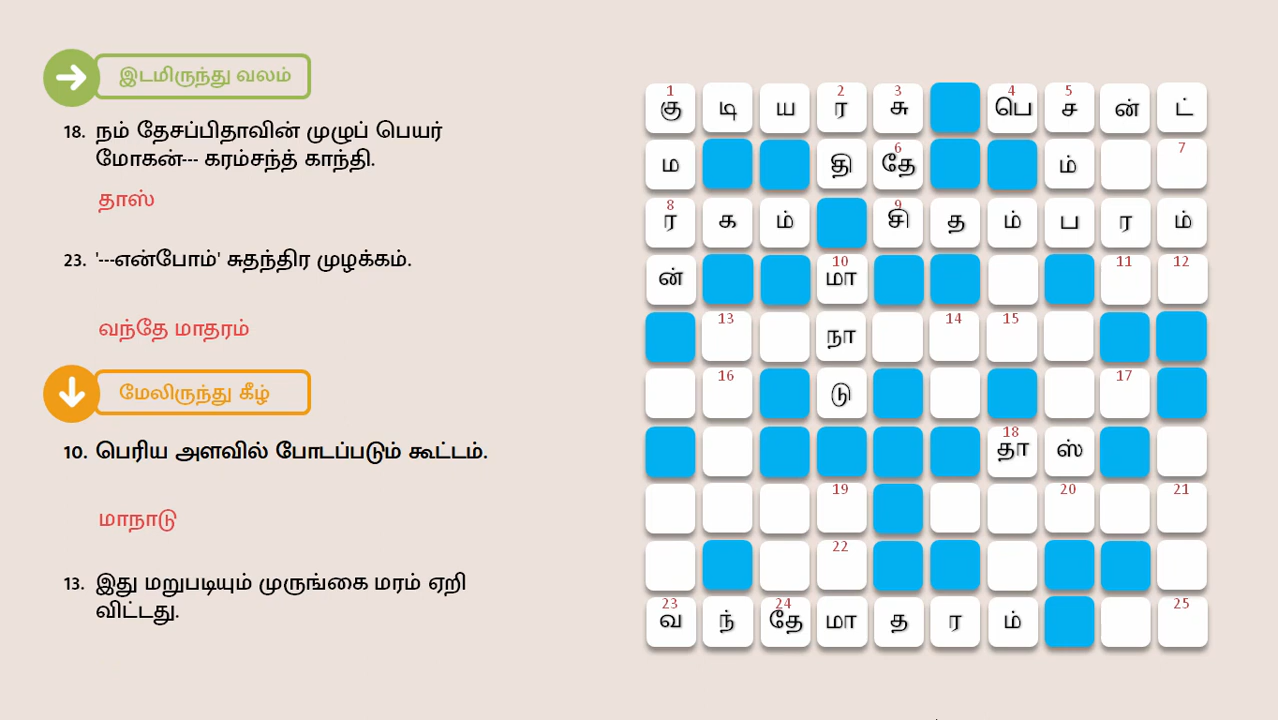 இடமிருந்து வலம்
18. நம் தேசப்பிதாவின் முழுப் பெயர்
மோகன்--- கரம்சந்த் காந்தி.
தாஸ்
23. '---என்போம்' சுதந்திர முழக்கம்.
வந்தே மாதரம்
மேலிருந்து கீழ்
10. பெரிய அளவில் போடப்படும் கூட்டம்.
மாநாடு
13. இது மறுபடியும் முருங்கை மரம் ஏறி
விட்டது.
1 2 3 4 5
கு டி ய ர சு பெ ச ன் ட்
6 7
ம தி தே ம்
8 9
ர க ம் சி த ம் ப ர ம்
10 11 12
ன் மா
13 14 15
நா
16 17
டு
18
தா ஸ்
19 20 21
22
23 24 25
வ ந் தே மா த ர ம்